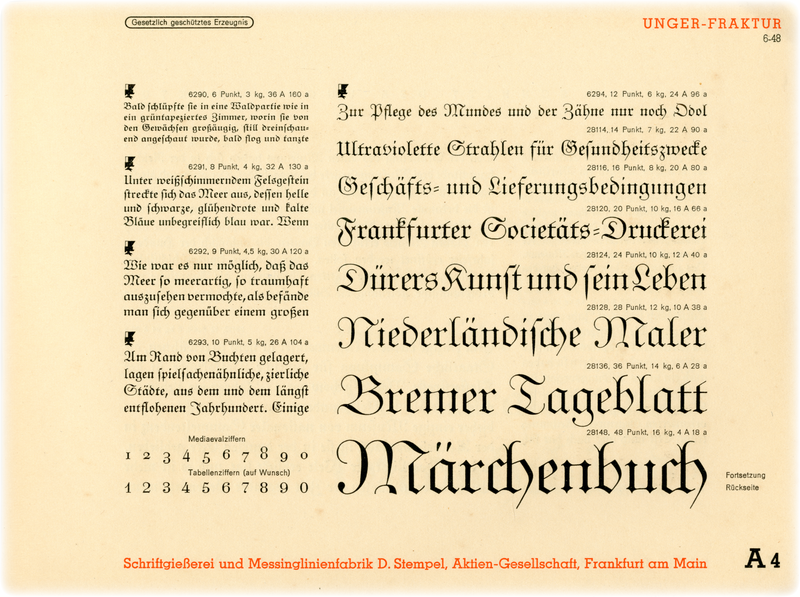 Gesetzlich geschütztes Erzeugnis
UNGER-FRAKTUR
6-48
6290, 6 Punkt, 3 kg, 36 A 160 a
Bald schlüpfte sie in eine Waldpartie wie in
ein grüntapeziertes Zimmer, worin sie von
den Gewächsen großäugig, still dreinschau-
end angeschaut wurde, bald flog und tanzte
6291, 8 Punkt, 4 kg, 32 A 130 a
Unter weißschimmerndem Felsgestein
streckte sich das Meer aus, dessen helle
und schwarze, glühendrote und kalte
Bläue unbegreiflich blau war. Wenn
6292, 9 Punkt, 4,5 kg, 30 A 120 a
Wie war es nur möglich, daß das
Meer so meerartig, so traumhaft
auszusehen vermochte, als befände
man sich gegenüber einem großen
6293, 10 Punkt, 5 kg, 26 A 104 a
Am Rand von Buchten gelagert,
lagen spielsachenähnliche, zierliche
Städte, aus dem und dem längst
entflohenen Jahrhundert. Einige
Mediaevalziffern
1 2 3 4 5 6 7 8 9 0
Tabellenziffern (auf Wunsch)
1 2 3 4 5 6 7 8 9 0
6294, 12 Punkt, 6 kg, 24 A 96 a
Zur Pflege des Mundes und der Zähne nur noch Odol
28114, 14 Punkt, 7 kg, 22 A 90 a
Ultraviolette Strahlen für Gesundheitszwecke
28116, 16 Punkt, 8 kg, 20 A 80 a
Geschäfts- und Lieferungsbedingungen
28120, 20 Punkt, 10 kg, 16 A 66 a
Frankfurter Societäts-Druckerei
28124, 24 Punkt, 10 kg, 12 A 40 a
Dürers Kunst und sein Leben
28128, 28 Punkt, 12 kg, 10 A 38 a
Niederländische Maler
28136, 36 Punkt, 14 kg, 6 A 28 a
Bremer Tageblatt
28148, 48 Punkt, 16 kg, 4 A 18 a
Märchenbuch
Fortsetzung
Rückseite
Schriftgießerei und Messinglinienfabrik D. Stempel, Aktien-Gesellschaft, Frankfurt am Main
A 4